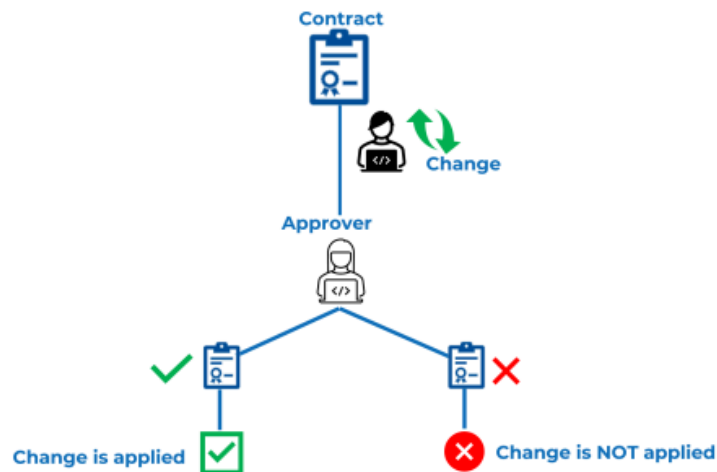 Contract
</>
Change
Approver
</>
Change is applied
Change is NOT applied